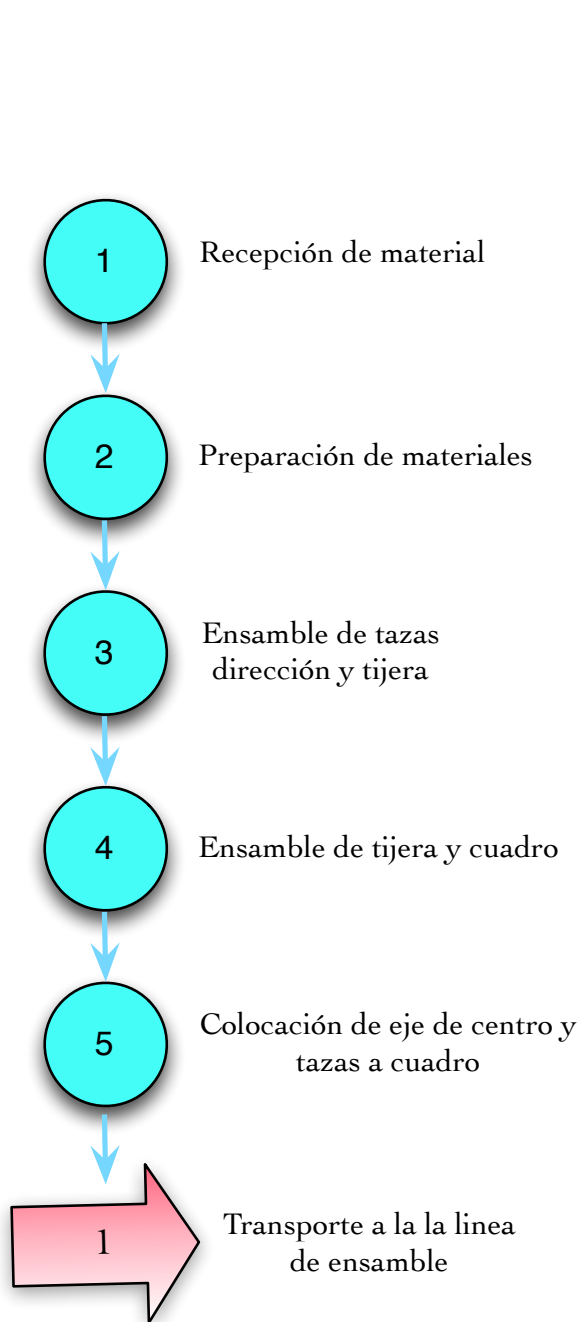 1
Recepción de material
2
Preparación de materiales
3
Ensamble de tazas
dirección y tijera
4
Ensamble de tijera y cuadro
5
Colocación de eje de centro y
tazas a cuadro
1
Transporte a la la linea
de ensamble